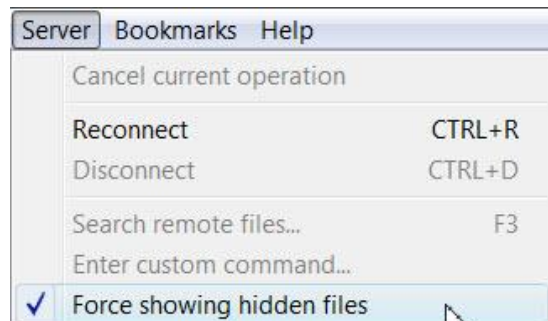 Server Bookmarks Help
Cancel current operation
Reconnect CTRL+R
Disconnect CTRL+D
Search remote files... F3
Enter custom command...
Force showing hidden files